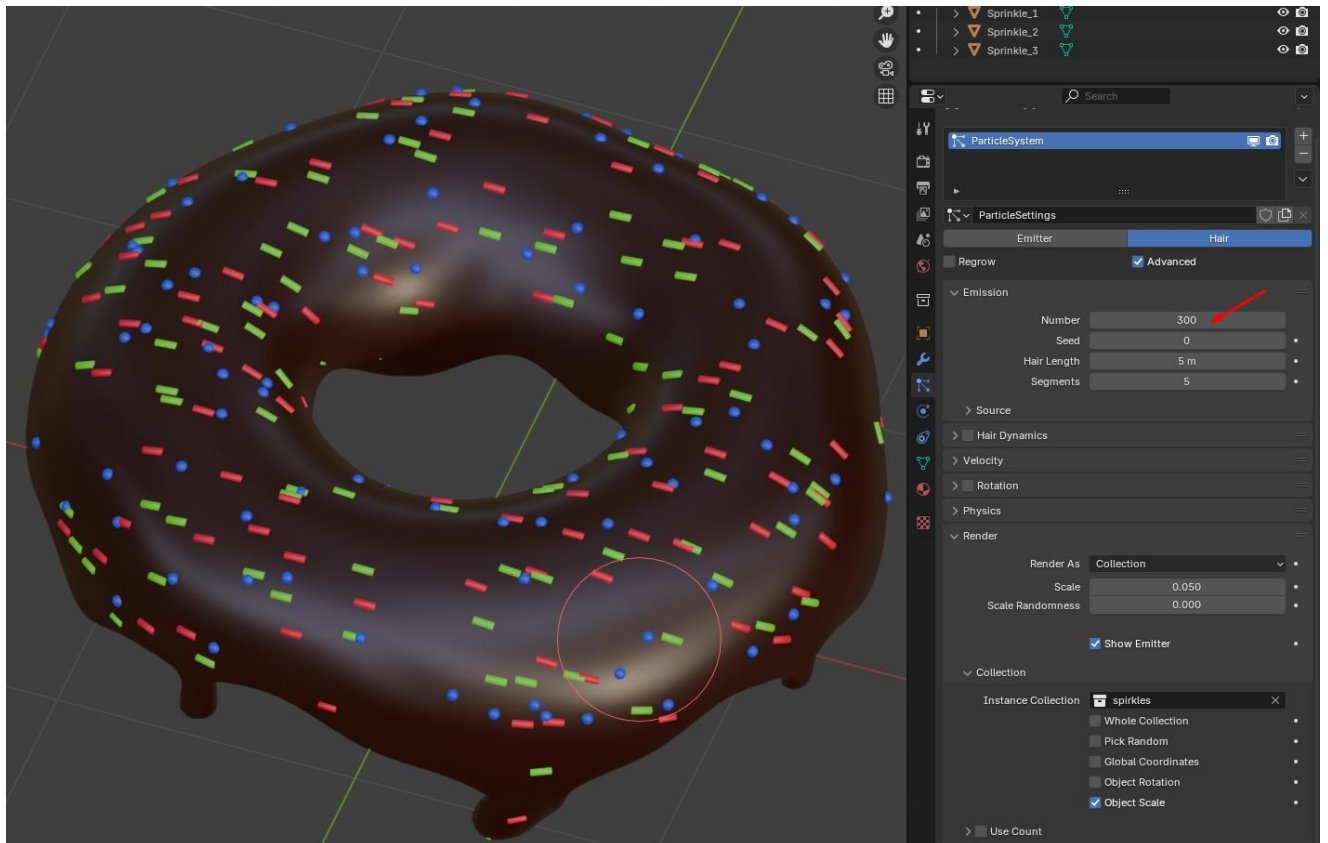 Sprinkle_1
Sprinkle_2
Sprinkle_3
Search
ParticleSystem
ParticleSettings
Emitter Hair
Regrow Advanced
Emission
Number 300
Seed 0
Hair Length 5 m
Segments 5
Source
Hair Dynamics
Velocity
Rotation
Physics
Render
Render As Collection
Scale 0.050
Scale Randomness 0.000
Show Emitter
Collection
Instance Collection spirkles
Whole Collection
Pick Random
Global Coordinates
Object Rotation
Object Scale
Use Count